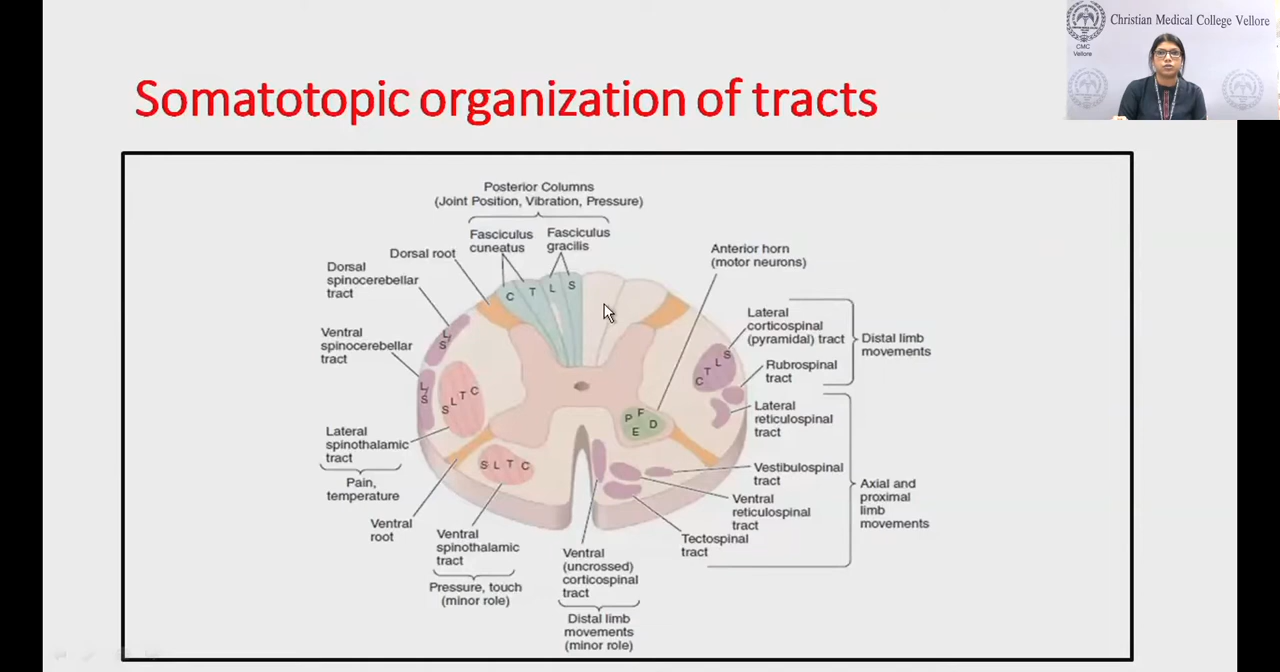 Christian Medical College Vellore
CMC
Vellore
Somatotopic organization of tracts
Posterior Columns
(Joint Position, Vibration, Pressure)
Fasciculus
cuneatus
Fasciculus
gracilis
Dorsal root
Dorsal
spinocerebellar
tract
Ventral
spinocerebellar
tract
Lateral
spinothalamic
tract
Pain,
temperature
Ventral
root
Ventral
spinothalamic
tract
Pressure, touch
(minor role)
Ventral
(uncrossed)
corticospinal
tract
Distal limb
movements
(minor role)
Anterior horn
(motor neurons)
Lateral
corticospinal
(pyramidal) tract
Rubrospinal
tract
Distal limb
movements
Lateral
reticulospinal
tract
Vestibulospinal
tract
Ventral
reticulospinal
tract
Tectospinal
tract
Axial and
proximal
limb
movements
C T L S
L/S
L/S
S L T C
S L T C
C T L S
P F
E D